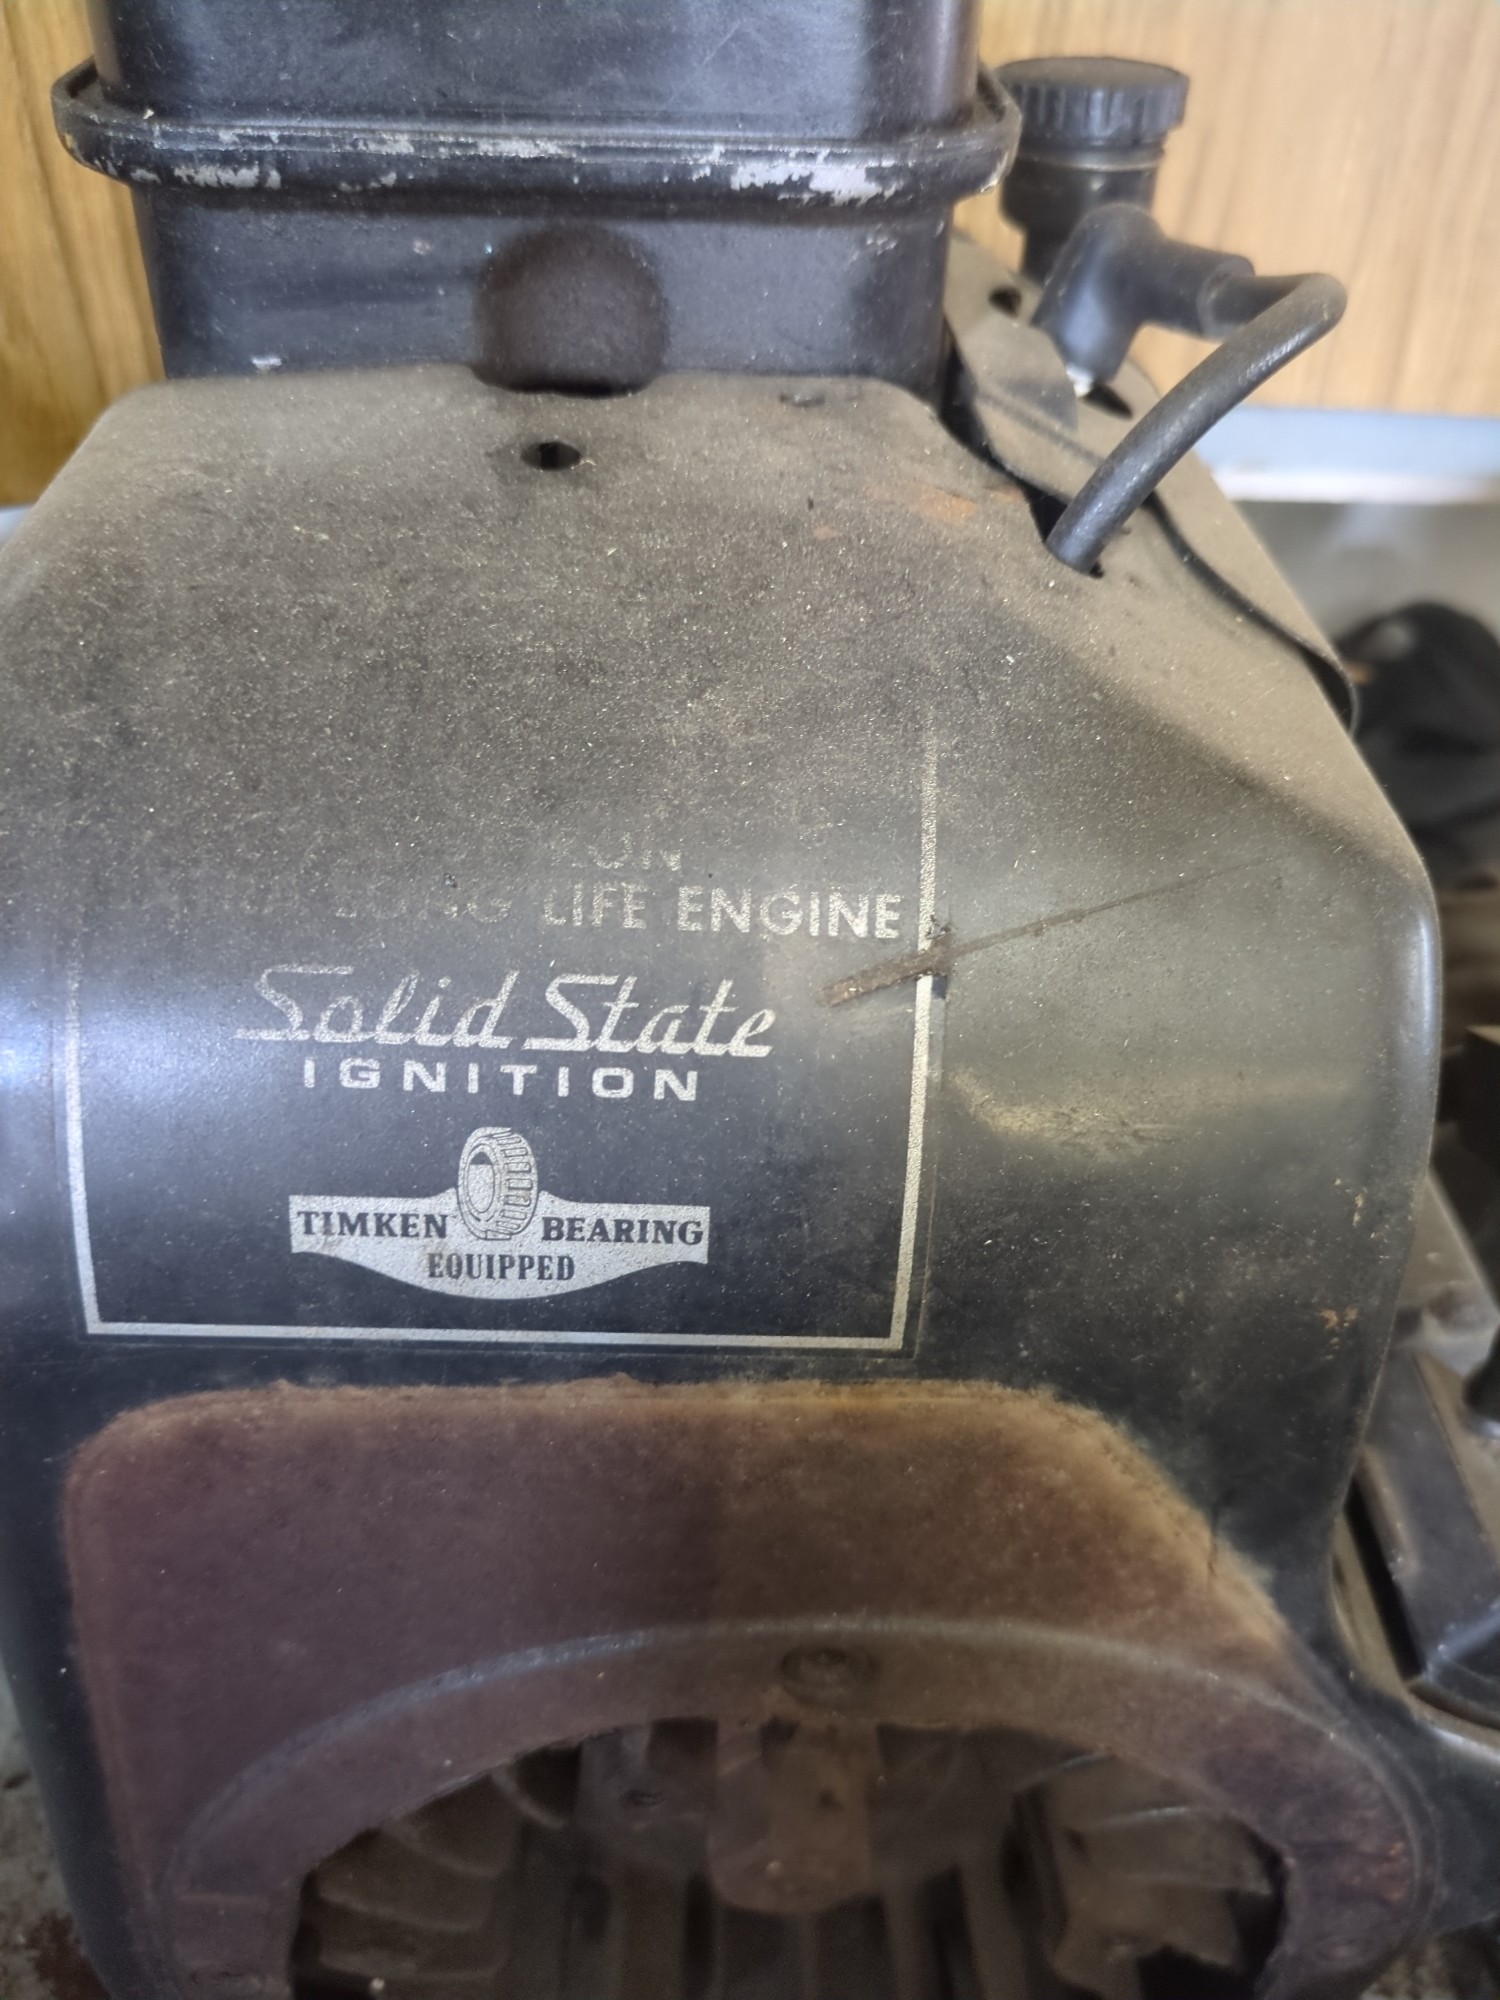 LIFE ENGINE
Solid State
IGNITION
TIMKEN BEARING
EQUIPPED